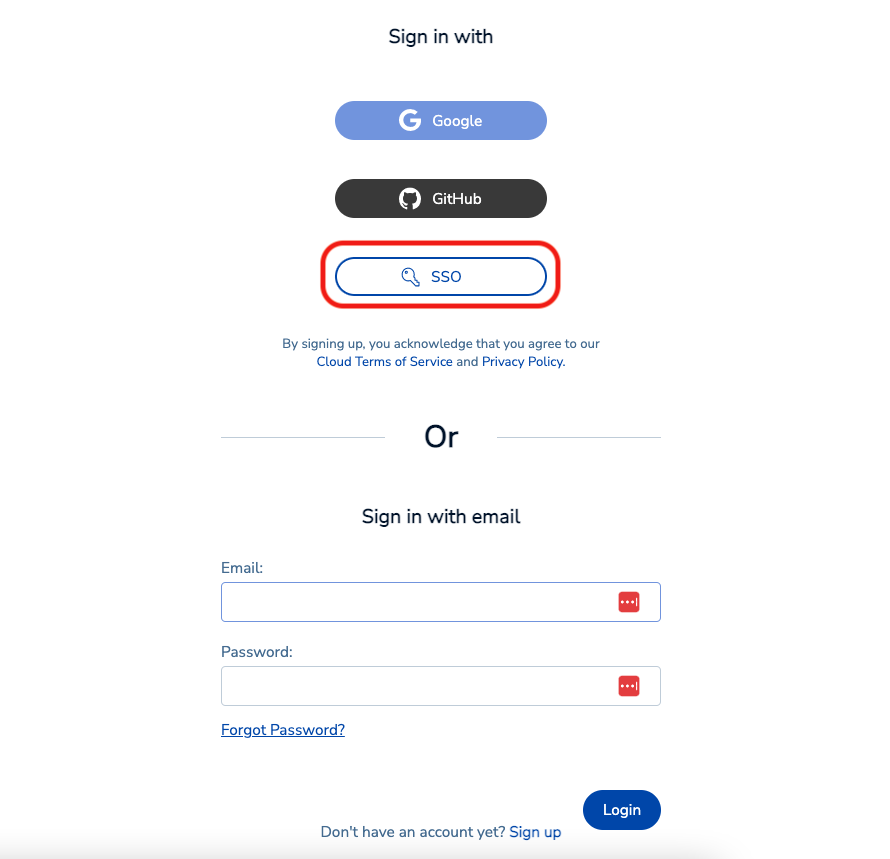 Sign in with
Google
GitHub
SSO
By signing up, you acknowledge that you agree to our
Cloud Terms of Service and Privacy Policy.
Or
Sign in with email
Email:
Password:
Forgot Password?
Login
Don't have an account yet? Sign up